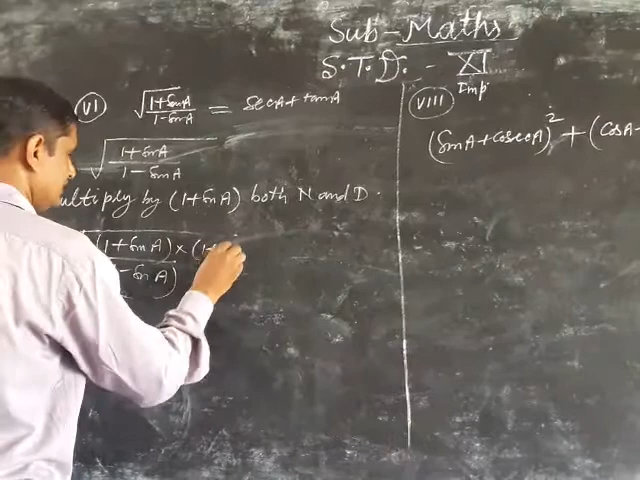 Sub-Maths
S.T.D. - XI
Imp
VI √(1+SinA / 1-SinA) = SecA + tanA
√(1+SinA / 1-SinA)
ultiply by (1+SinA) both N and D.
(1+SinA) × (1+
-SinA)
VIII
(SinA + CosecA)² + (CosA +